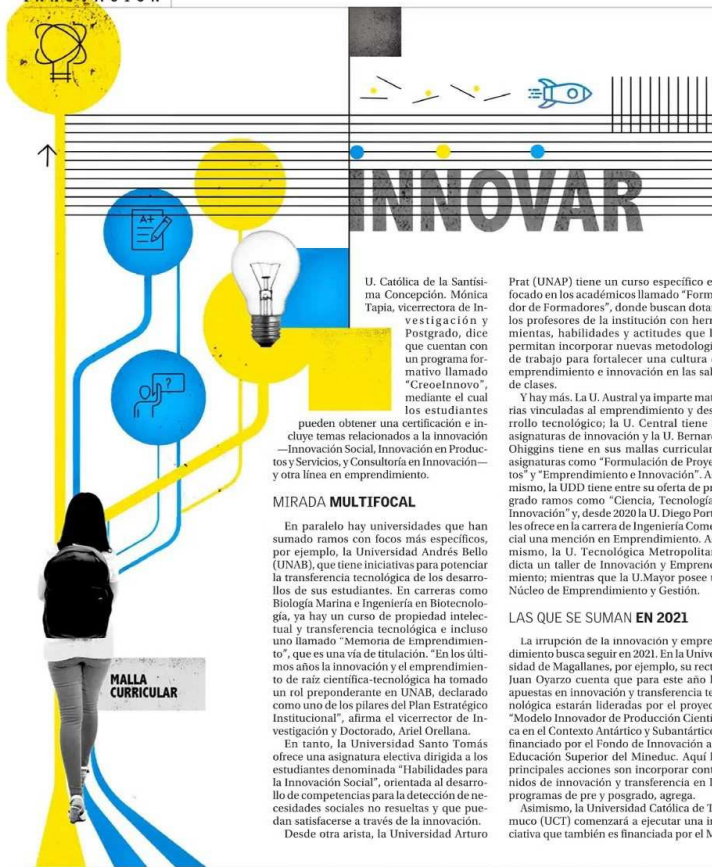 A+
?
INNOVAR
MALLA
CURRICULAR
U. Católica de la Santísi-
ma Concepción. Mónica
Tapia, vicerrectora de In-
vestigación y
Postgrado, dice
que cuentan con
un programa for-
mativo llamado
"CreoeInnovo",
mediante el cual
los estudiantes
pueden obtener una certificación e in-
cluye temas relacionados a la innovación
—Innovación Social, Innovación en Produc-
tos y Servicios, y Consultoría en Innovación—
y otra línea en emprendimiento.
MIRADA MULTIFOCAL
En paralelo hay universidades que han
sumado ramos con focos más específicos,
por ejemplo, la Universidad Andrés Bello
(UNAB), que tiene iniciativas para potenciar
la transferencia tecnológica de los desarro-
llos de sus estudiantes. En carreras como
Biología Marina e Ingeniería en Biotecnolo-
gía, ya hay un curso de propiedad intelec-
tual y transferencia tecnológica e incluso
uno llamado "Memoria de Emprendimien-
to", que es una vía de titulación. "En los últi-
mos años la innovación y el emprendimien-
to de raíz científica-tecnológica ha tomado
un rol preponderante en UNAB, declarado
como uno de los pilares del Plan Estratégico
Institucional", afirma el vicerrector de In-
vestigación y Doctorado, Ariel Orellana.
En tanto, la Universidad Santo Tomás
ofrece una asignatura electiva dirigida a los
estudiantes denominada "Habilidades para
la Innovación Social", orientada al desarro-
llo de competencias para la detección de ne-
cesidades sociales no resueltas y que pue-
dan satisfacerse a través de la innovación.
Desde otra arista, la Universidad Arturo
Prat (UNAP) tiene un curso específico e
focado en los académicos llamado "Form
dor de Formadores", donde buscan dota
los profesores de la institución con herr
mientas, habilidades y actitudes que l
permitan incorporar nuevas metodologí
de trabajo para fortalecer una cultura
emprendimiento e innovación en las sal
de clases.
Y hay más. La U. Austral ya imparte mat
rias vinculadas al emprendimiento y des
rrollo tecnológico; la U. Central tiene
asignaturas de innovación y la U. Bernar
Ohiggins tiene en sus mallas curricular
asignaturas como "Formulación de Proye
tos" y "Emprendimiento e Innovación". A
mismo, la UDD tiene entre su oferta de pr
grado ramos como "Ciencia, Tecnología
Innovación" y, desde 2020 la U. Diego Port
les ofrece en la carrera de Ingeniería Come
cial una mención en Emprendimiento. A
mismo, la U. Tecnológica Metropolitan
dicta un taller de Innovación y Emprend
miento; mientras que la U.Mayor posee
Núcleo de Emprendimiento y Gestión.
LAS QUE SE SUMAN EN 2021
La irrupción de la innovación y empre
dimiento busca seguir en 2021. En la Unive
sidad de Magallanes, por ejemplo, su rect
Juan Oyarzo cuenta que para este año l
apuestas en innovación y transferencia te
nológica estarán lideradas por el proyec
"Modelo Innovador de Producción Científ
ca en el Contexto Antártico y Subantártico
financiado por el Fondo de Innovación a
Educación Superior del Mineduc. Aquí l
principales acciones son incorporar cont
nidos de innovación y transferencia en l
programas de pre y posgrado, agrega.
Asimismo, la Universidad Católica de T
muco (UCT) comenzará a ejecutar una in
ciativa que también es financiada por el M